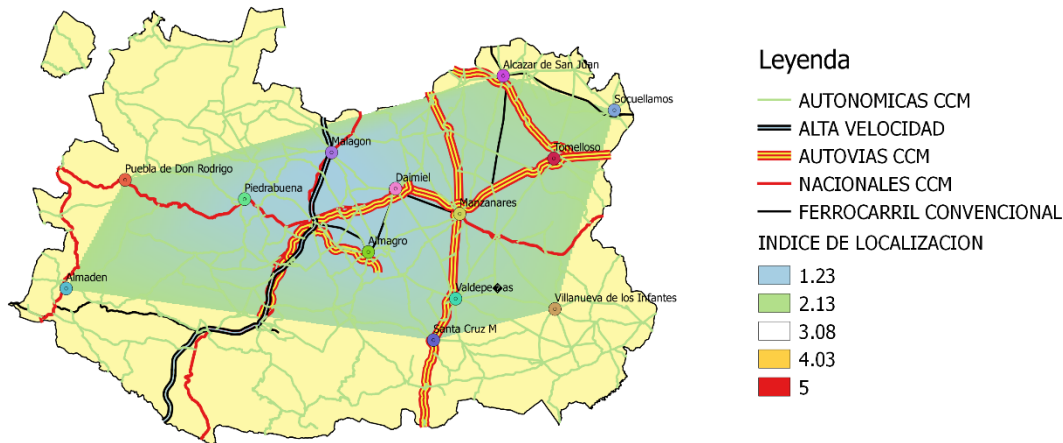 Alcazar de San Juan
Socuellamos
Malagon
Tomelloso
Puebla de Don Rodrigo
Daimiel
Piedrabuena
Manzanares
Almagro
Almaden
Valdepe�as
Villanueva de los Infantes
Santa Cruz M
Leyenda
AUTONOMICAS CCM
ALTA VELOCIDAD
AUTOVIAS CCM
NACIONALES CCM
FERROCARRIL CONVENCIONAL
INDICE DE LOCALIZACION
1.23
2.13
3.08
4.03
5